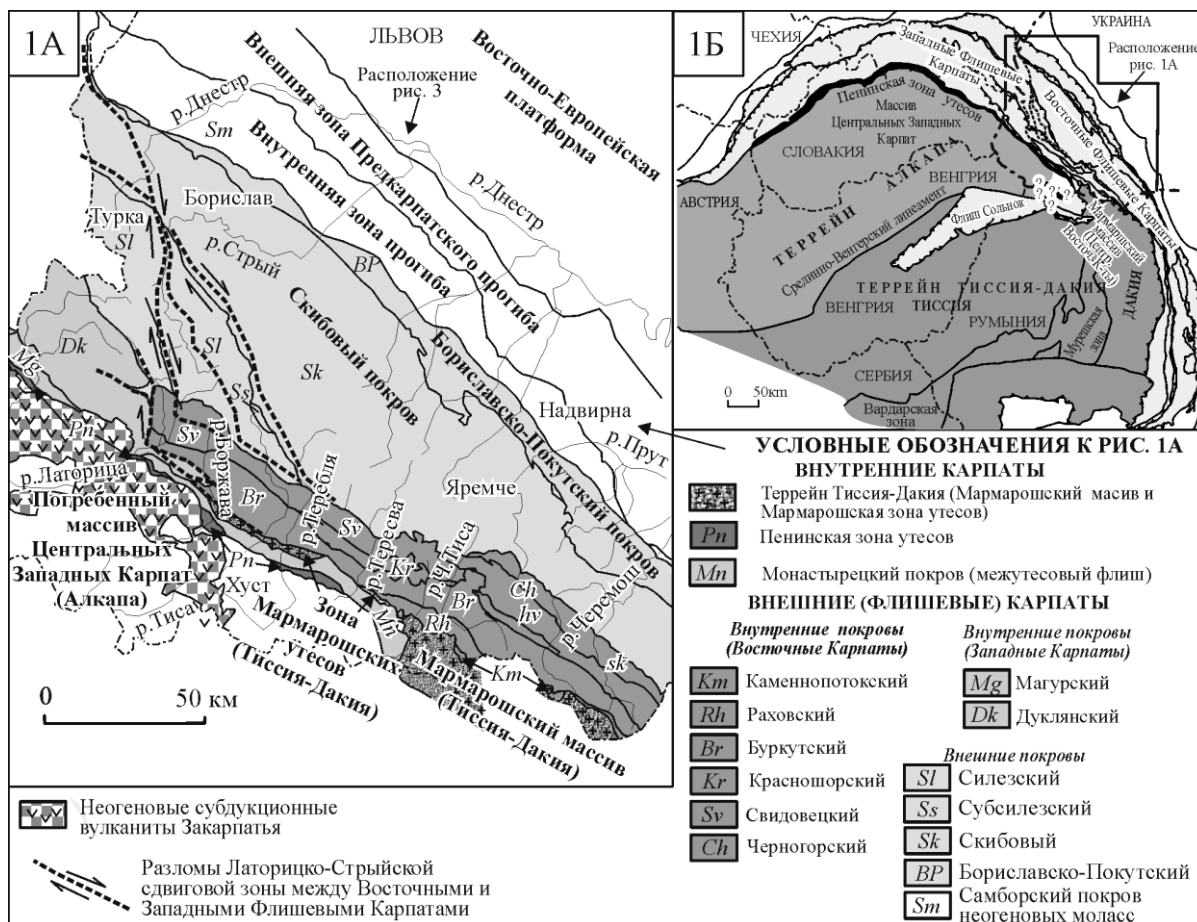 1А
ЛЬВОВ
Расположение
рис. 3
Восточно-Европейская
платформа
Внешняя зона Предкарпатского прогиба
Внутренняя зона прогиба
р.Днестр
р.Днестр
Sm
Борислав
Турка
Sl
р.Стрый
BP
Скибовый покров
Бориславско-Покутский покров
Dk
Sl
Ss
Sk
Mg
Надвирна
р.Прут
Pn
Sv
р.Боржава
р.Латорица
Погребенный
массив
Центральных
Западных Карпат
(Алкапа)
Br
р.Теребля
Sv
Яремче
р.Тересва
Kr
р.Ч.Тиса
Br
Ch
hv
р.Черемош
sk
Pn
Хуст
р.Тиса
Mn
Rh
Km
Зона
Мармарошских
утесов
(Тиссия-Дакия)
Мармарошский массив
(Тиссия-Дакия)
0 50 км
Неогеновые субдукционные
вулканиты Закарпатья
Разломы Латорицко-Стрыйской
сдвиговой зоны между Восточными и
Западными Флишевыми Карпатами
1Б
ЧЕХИЯ
УКРАИНА
Западные Флишевые
Карпаты
Расположение
рис. 1А
Пенинская зона утесов
Массив
Центральных Западных
Карпат
Восточные Флишевые Карпаты
СЛОВАКИЯ
АЛКАПА
ВЕНГРИЯ
АВСТРИЯ
ТЕРРЕЙН
Срединно-Венгерский линеамент
Флиш Сольнок
? ? ?
? ?
Мармарошский
массив
(Центр.
Вост. К-ты)
ТЕРРЕЙН ТИССИЯ-ДАКИЯ
ВЕНГРИЯ
ТИССИЯ
ДАКИЯ
РУМЫНИЯ
Мурешская
зона
СЕРБИЯ
0 50km
Вардарская
зона
УСЛОВНЫЕ ОБОЗНАЧЕНИЯ К РИС. 1А
ВНУТРЕННИЕ КАРПАТЫ
Террейн Тиссия-Дакия (Мармарошский масив и
Мармарошская зона утесов)
Pn Пенинская зона утесов
Mn Монастырецкий покров (межутесовый флиш)
ВНЕШНИЕ (ФЛИШЕВЫЕ) КАРПАТЫ
Внутренние покровы
(Восточные Карпаты)
Km Каменнопотокский
Rh Раховский
Br Буркутский
Kr Красношорский
Sv Свидовецкий
Ch Черногорский
Внутренние покровы
(Западные Карпаты)
Mg Магурский
Dk Дуклянский
Внешние покровы
Sl Силезский
Ss Субсилезский
Sk Скибовый
BP Бориславско-Покутский
Sm Самборский покров
неогеновых моласс